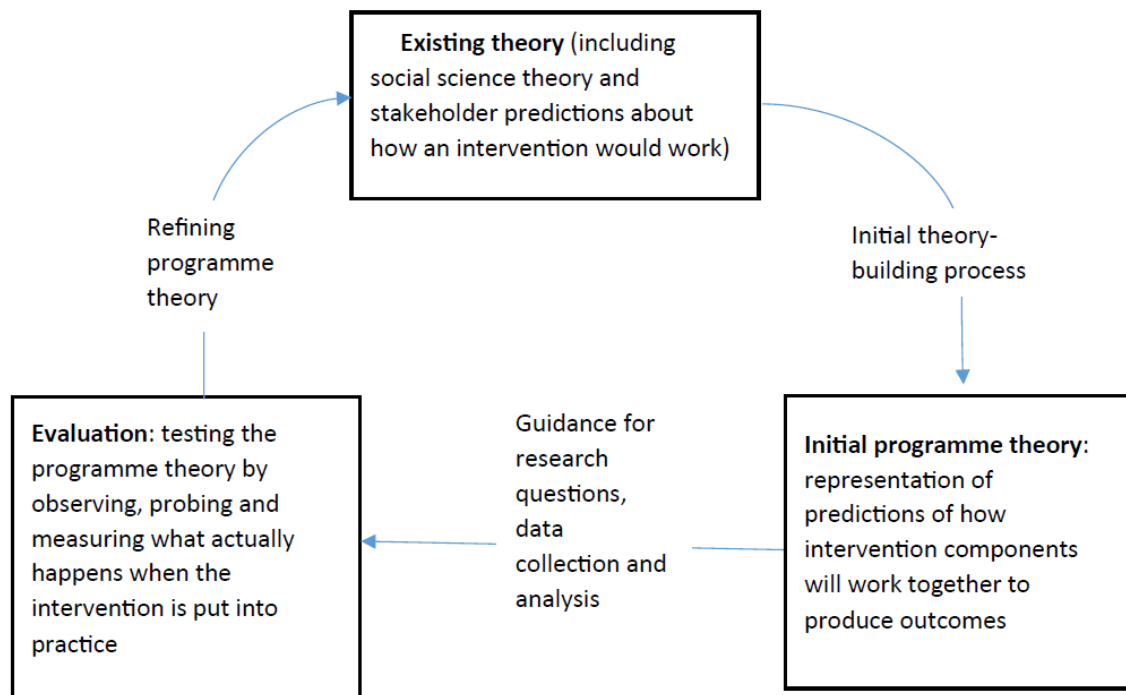 Existing theory (including
social science theory and
stakeholder predictions about
how an intervention would work)
Refining
programme
theory
Initial theory-
building process
Evaluation: testing the
programme theory by
observing, probing and
measuring what actually
happens when the
intervention is put into
practice
Guidance for
research
questions,
data
collection and
analysis
Initial programme theory:
representation of
predictions of how
intervention components
will work together to
produce outcomes